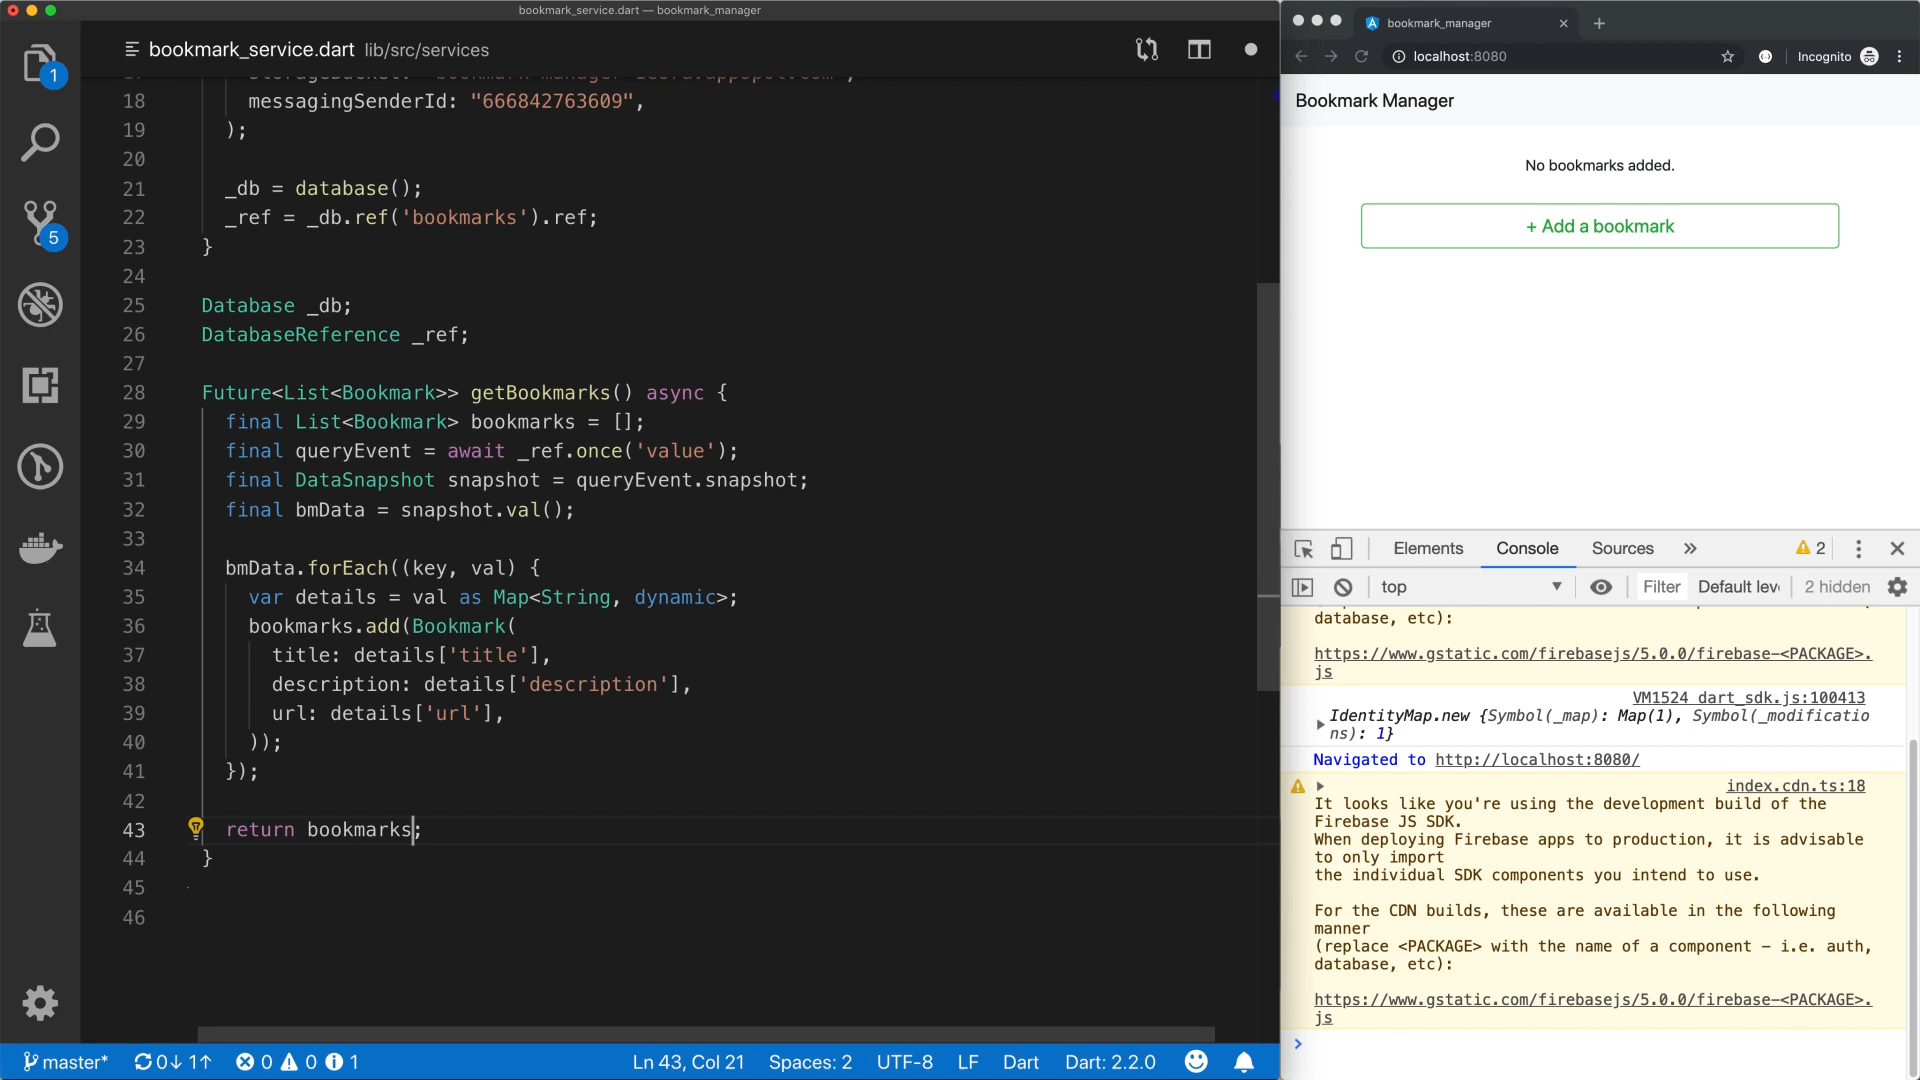 bookmark_service.dart — bookmark_manager
bookmark_service.dart lib/src/services
1
5
18 messagingSenderId: "666842763609",
19 );
20
21 _db = database();
22 _ref = _db.ref('bookmarks').ref;
23 }
24
25 Database _db;
26 DatabaseReference _ref;
27
28 Future<List<Bookmark>> getBookmarks() async {
29 final List<Bookmark> bookmarks = [];
30 final queryEvent = await _ref.once('value');
31 final DataSnapshot snapshot = queryEvent.snapshot;
32 final bmData = snapshot.val();
33
34 bmData.forEach((key, val) {
35 var details = val as Map<String, dynamic>;
36 bookmarks.add(Bookmark(
37 title: details['title'],
38 description: details['description'],
39 url: details['url'],
40 ));
41 });
42
43 return bookmarks;
44 }
45
46
master* 0↓ 1↑ 0 0 1 Ln 43, Col 21 Spaces: 2 UTF-8 LF Dart Dart: 2.2.0
bookmark_manager
localhost:8080 Incognito
Bookmark Manager
No bookmarks added.
+ Add a bookmark
Elements Console Sources » 2
top Filter Default lev 2 hidden
database, etc):
https://www.gstatic.com/firebasejs/5.0.0/firebase-<PACKAGE>.
js
VM1524 dart_sdk.js:100413
IdentityMap.new {Symbol(_map): Map(1), Symbol(_modificatio
ns): 1}
Navigated to http://localhost:8080/
index.cdn.ts:18
It looks like you're using the development build of the
Firebase JS SDK.
When deploying Firebase apps to production, it is advisable
to only import
the individual SDK components you intend to use.
For the CDN builds, these are available in the following
manner
(replace <PACKAGE> with the name of a component - i.e. auth,
database, etc):
https://www.gstatic.com/firebasejs/5.0.0/firebase-<PACKAGE>.
js